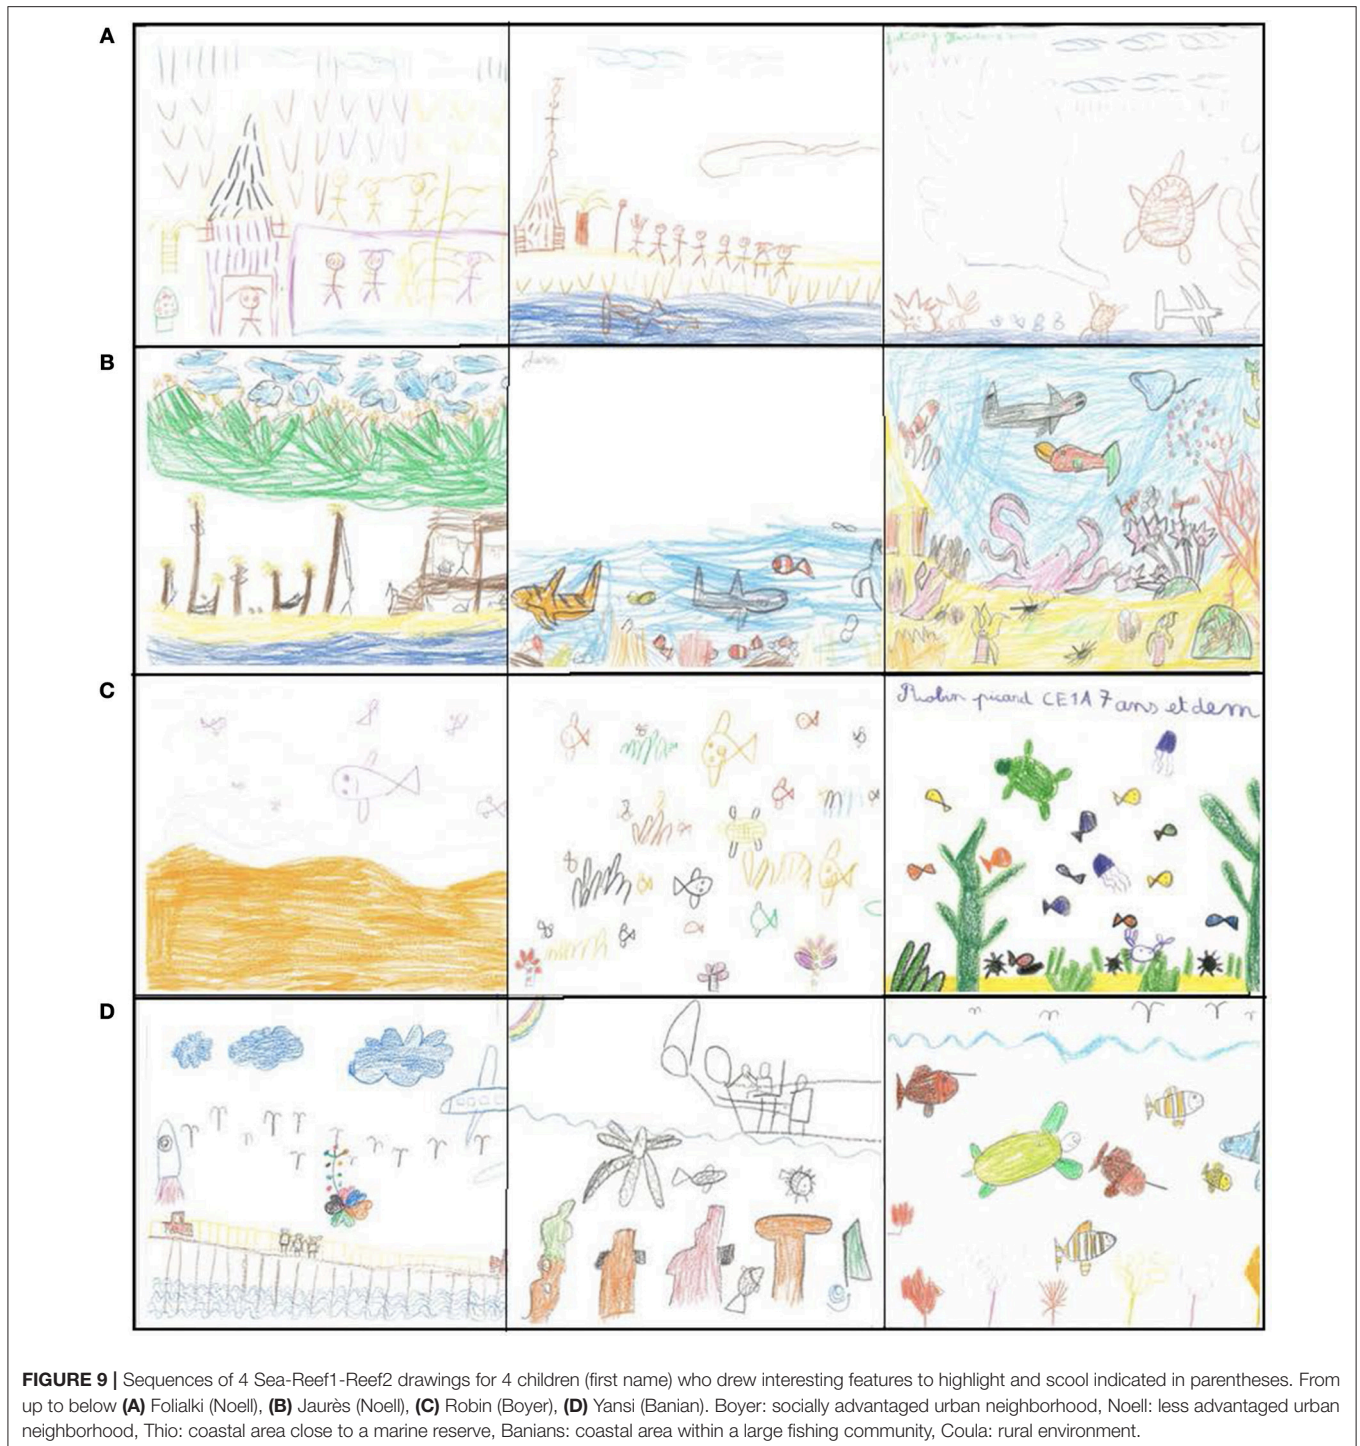 A
B
C
Robin picard CE1A 7 ans et dem
D
FIGURE 9 | Sequences of 4 Sea-Reef1-Reef2 drawings for 4 children (first name) who drew interesting features to highlight and scool indicated in parentheses. From
up to below (A) Folialki (Noell), (B) Jaurès (Noell), (C) Robin (Boyer), (D) Yansi (Banian). Boyer: socially advantaged urban neighborhood, Noell: less advantaged urban
neighborhood, Thio: coastal area close to a marine reserve, Banians: coastal area within a large fishing community, Coula: rural environment.